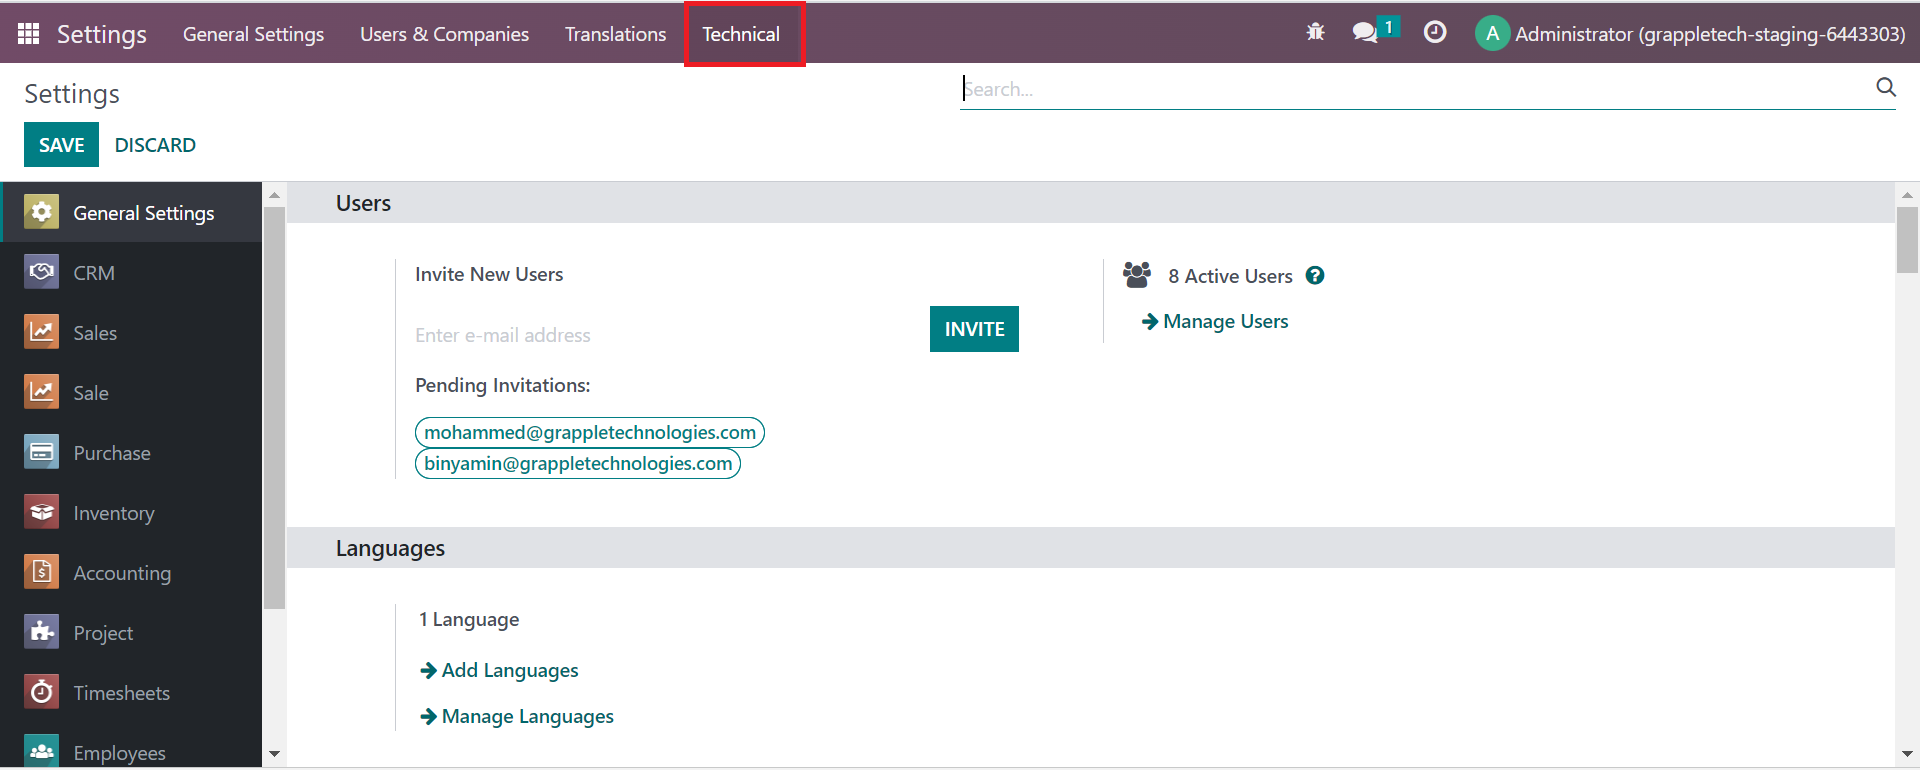 Settings General Settings Users & Companies Translations Technical 1 A Administrator (grappletech-staging-6443303)
Settings
Search...
SAVE DISCARD
General Settings
CRM
Sales
Sale
Purchase
Inventory
Accounting
Project
Timesheets
Employees
Users
Invite New Users
Enter e-mail address
INVITE
Pending Invitations:
mohammed@grappletechnologies.com
binyamin@grappletechnologies.com
8 Active Users ?
Manage Users
Languages
1 Language
Add Languages
Manage Languages